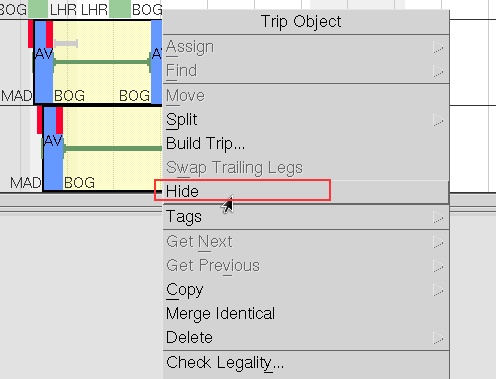 BOG LHR LHR BOG
Trip Object
Assign
Find
Move
Split
Build Trip...
Swap Trailing Legs
Hide
Tags
Get Next
Get Previous
Copy
Merge Identical
Delete
Check Legality...
AV A
MAD BOG BOG
AV
MAD BOG